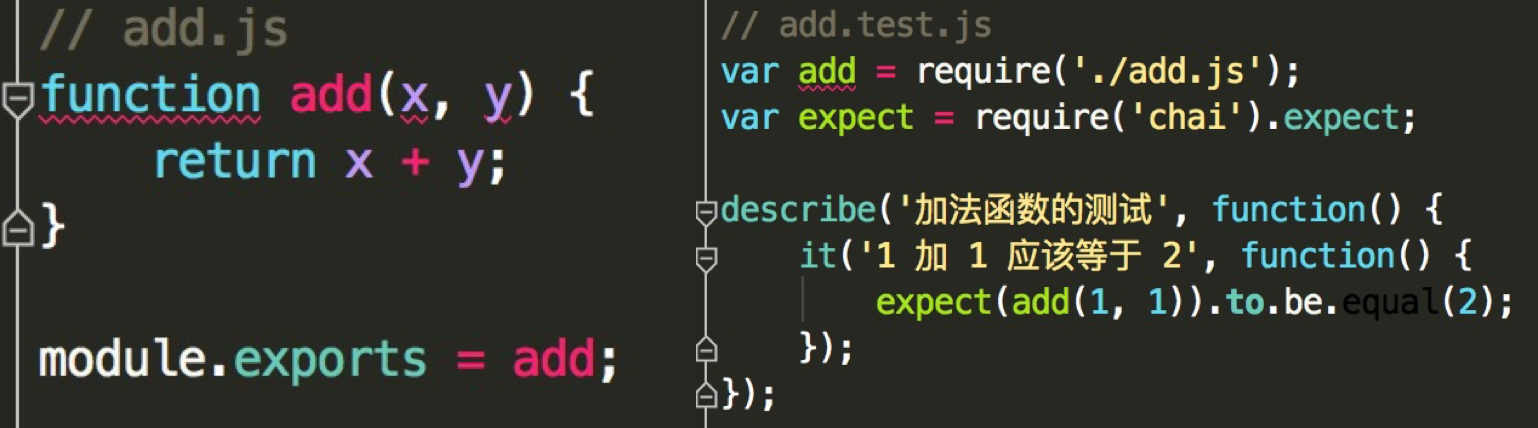 // add.js
function add(x, y) {
    return x + y;
}
module.exports = add;
// add.test.js
var add = require('./add.js');
var expect = require('chai').expect;
describe('加法函数的测试', function() {
    it('1 加 1 应该等于 2', function() {
        expect(add(1, 1)).to.be.equal(2);
    });
});